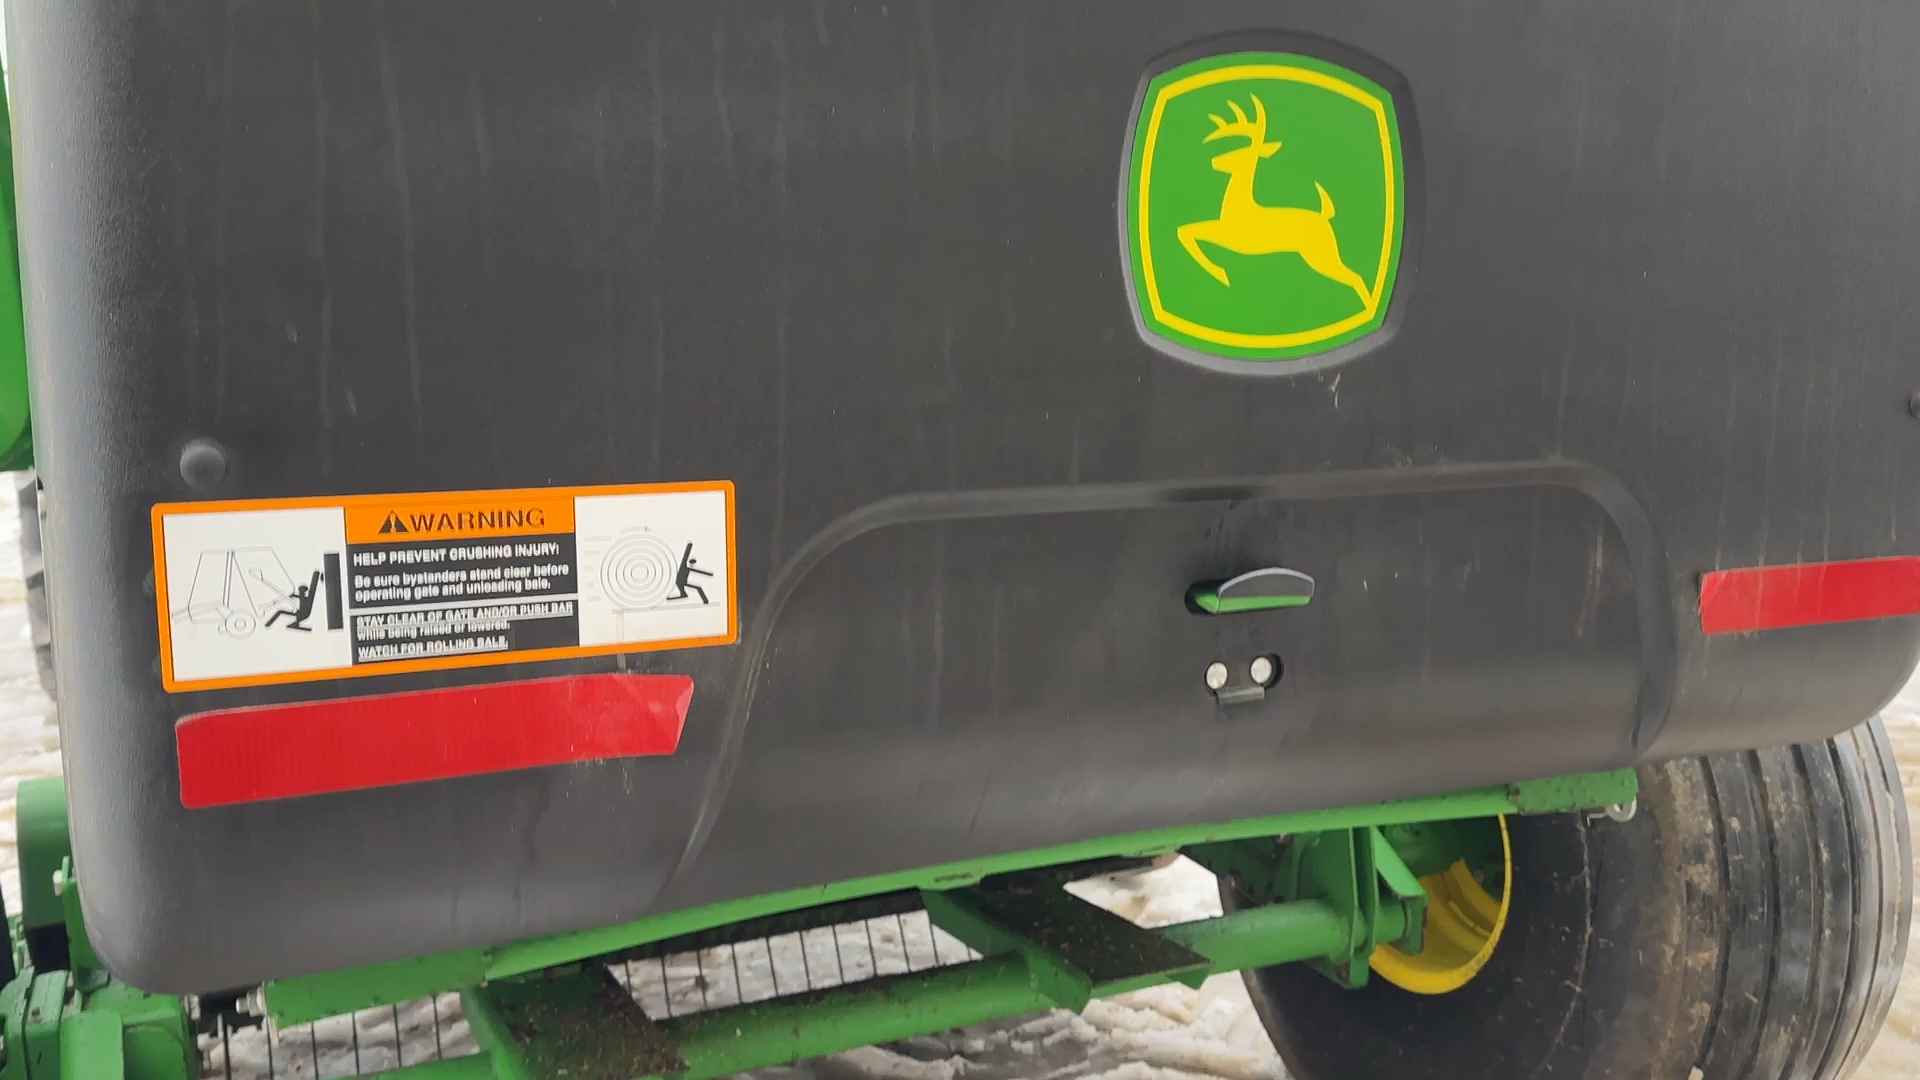 WARNING
HELP PREVENT CRUSHING INJURY:
Be sure bystanders stand clear before
operating gate and unloading bale.
STAY CLEAR OF GATE AND/OR PUSH BAR
while being raised or lowered.
WATCH FOR ROLLING BALE.